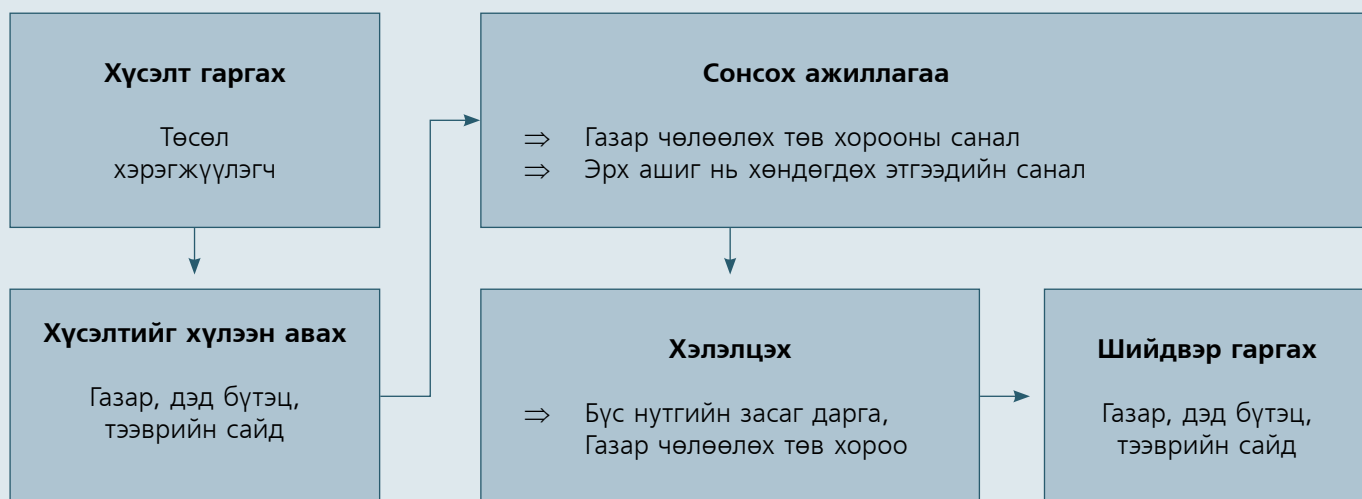 Хүсэлт гаргах
Төсөл
хэрэгжүүлэгч
Хүсэлтийг хүлээн авах
Газар, дэд бүтэц,
тээврийн сайд
Сонсох ажиллагаа
⇒ Газар чөлөөлөх төв хорооны санал
⇒ Эрх ашиг нь хөндөгдөх этгээдийн санал
Хэлэлцэх
⇒ Бүс нутгийн засаг дарга,
Газар чөлөөлөх төв хороо
Шийдвэр гаргах
Газар, дэд бүтэц,
тээврийн сайд